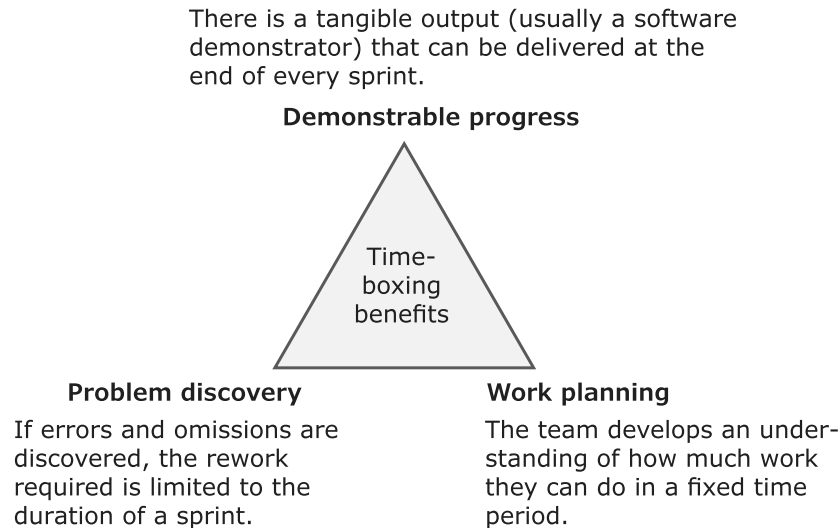 There is a tangible output (usually a software
demonstrator) that can be delivered at the
end of every sprint.
Demonstrable progress
Time-
boxing
benefits
Problem discovery
If errors and omissions are
discovered, the rework
required is limited to the
duration of a sprint.
Work planning
The team develops an under-
standing of how much work
they can do in a fixed time
period.